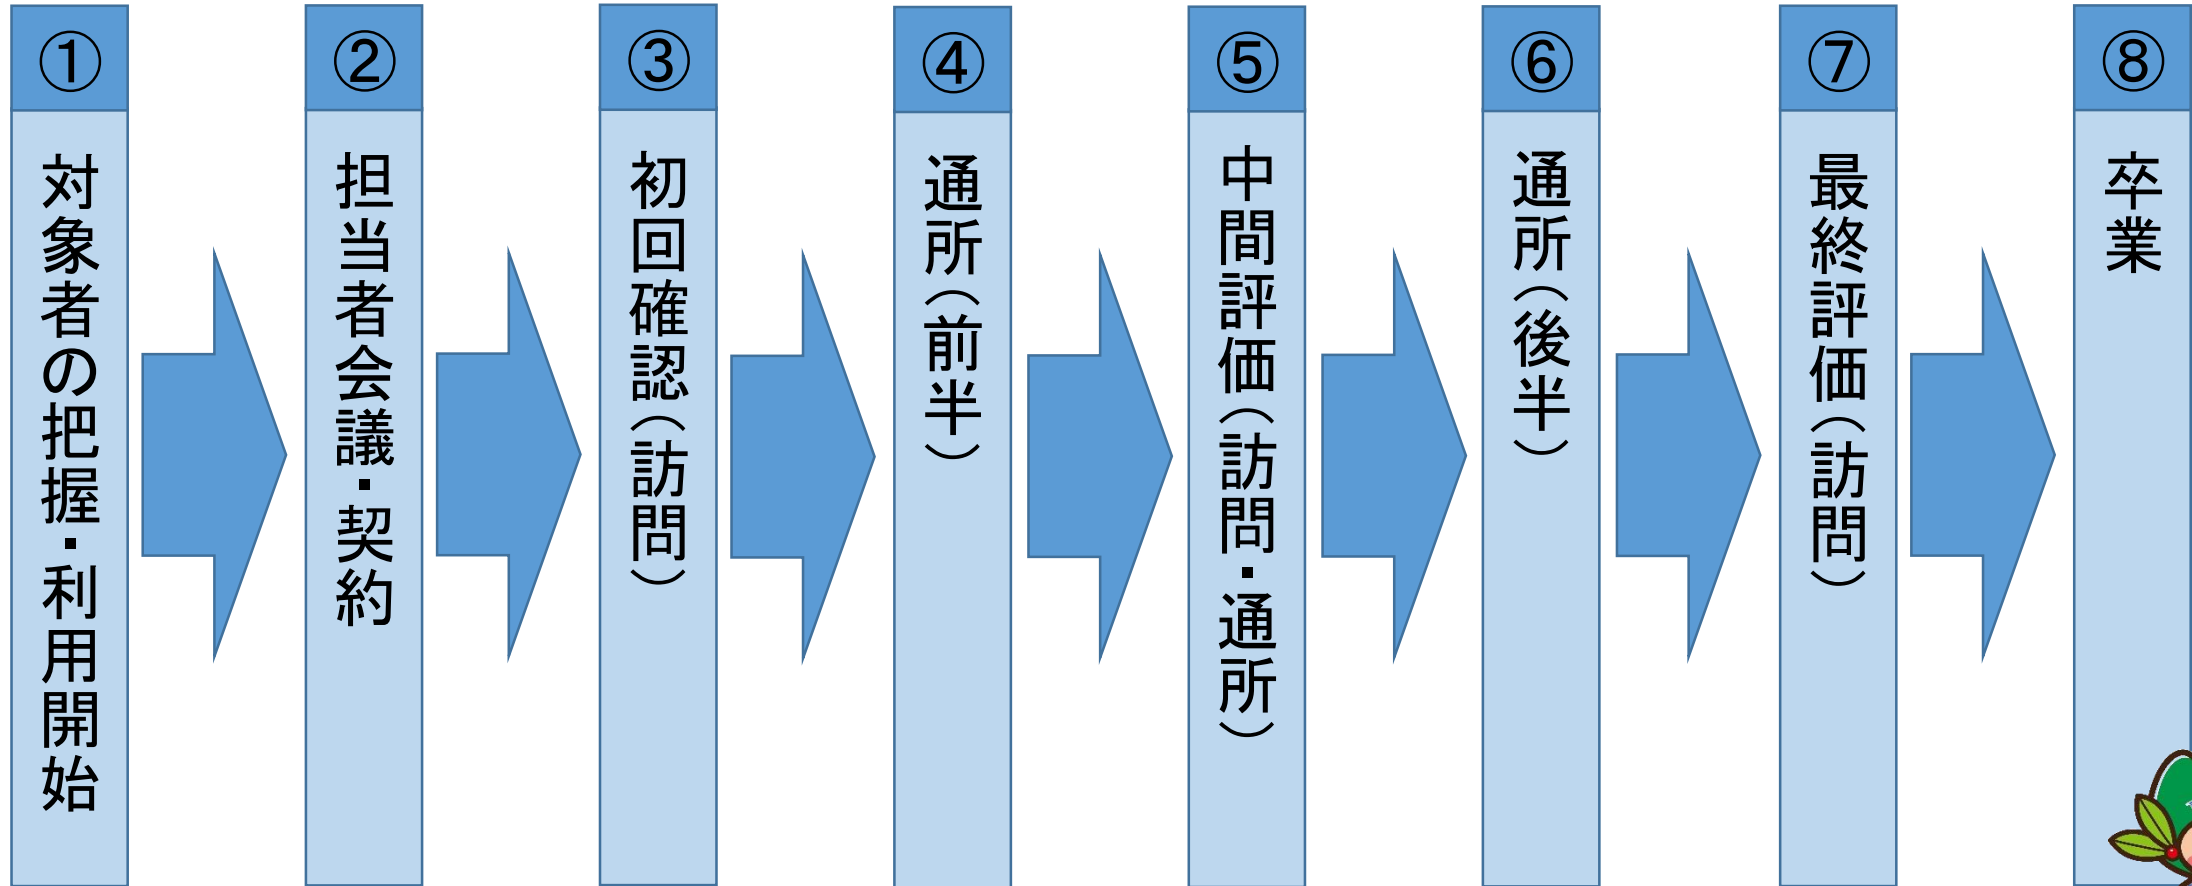 ①
対象者の把握・利用開始
②
担当者会議・契約
③
初回確認（訪問）
④
通所（前半）
⑤
中間評価（訪問・通所）
⑥
通所（後半）
⑦
最終評価（訪問）
⑧
卒業